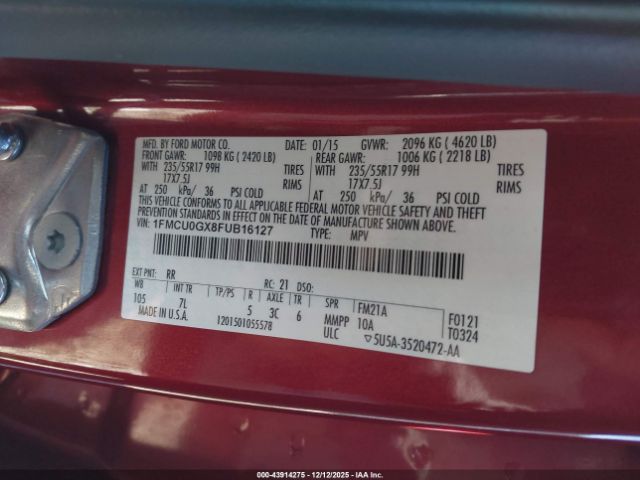 MFD. BY FORD MOTOR CO. DATE: 01/15 GVWR: 2096 KG ( 4620 LB)
FRONT GAWR: 1098 KG ( 2420 LB) REAR GAWR: 1006 KG ( 2218 LB)
WITH 235/55R17 99H TIRES WITH 235/55R17 99H TIRES
17X7.5J RIMS 17X7.5J RIMS
AT 250 kPa/ 36 PSI COLD AT 250 kPa/ 36 PSI COLD
THIS VEHICLE CONFORMS TO ALL APPLICABLE FEDERAL MOTOR VEHICLE SAFETY AND THEFT
PREVENTION STANDARDS IN EFFECT ON THE DATE OF MANUFACTURE SHOWN ABOVE.
VIN: 1FMCU0GX8FUB16127 TYPE: MPV
EXT PNT: RR RC: 21 DSO:
WB INT TR TP/PS R AXLE TR SPR FM21A F0121
105 7L 5 3C 6 MMPP 10A T0324
MADE IN U.S.A. 1201501055578 ULC ▽5U5A-3520472-AA
000-43914275 - 12/12/2025 - IAA Inc.